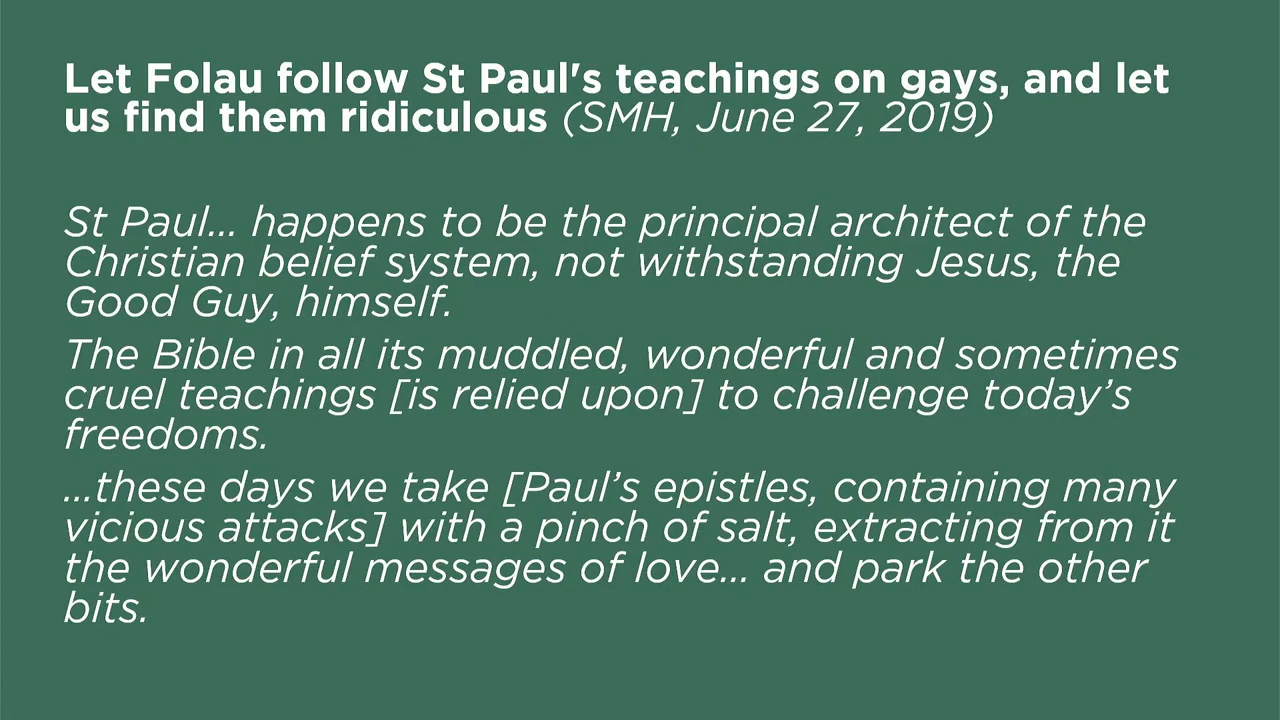 Let Folau follow St Paul's teachings on gays, and let
us find them ridiculous (SMH, June 27, 2019)
St Paul... happens to be the principal architect of the
Christian belief system, not withstanding Jesus, the
Good Guy, himself.
The Bible in all its muddled, wonderful and sometimes
cruel teachings [is relied upon] to challenge today’s
freedoms.
...these days we take [Paul’s epistles, containing many
vicious attacks] with a pinch of salt, extracting from it
the wonderful messages of love... and park the other
bits.